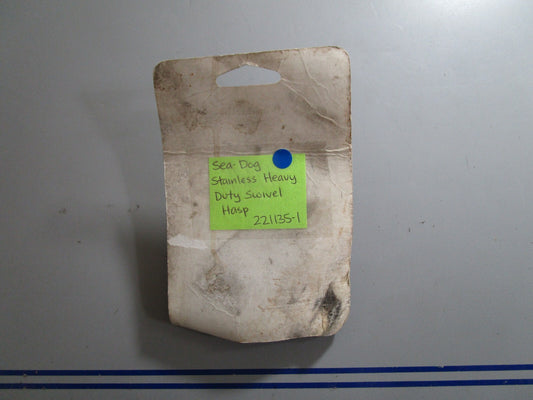 Sea-Dog
Stainless Heavy
Duty Swivel
Hasp
221135-1